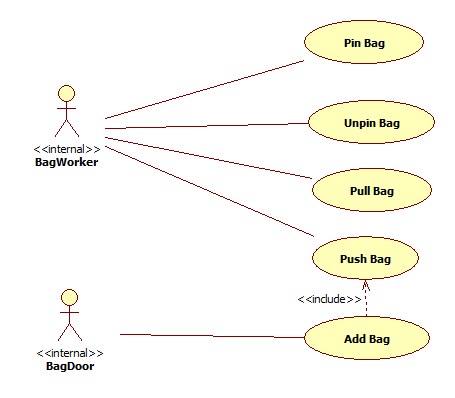 Pin Bag
<<internal>>
BagWorker
Unpin Bag
Pull Bag
Push Bag
<<include>>
<<internal>>
BagDoor
Add Bag